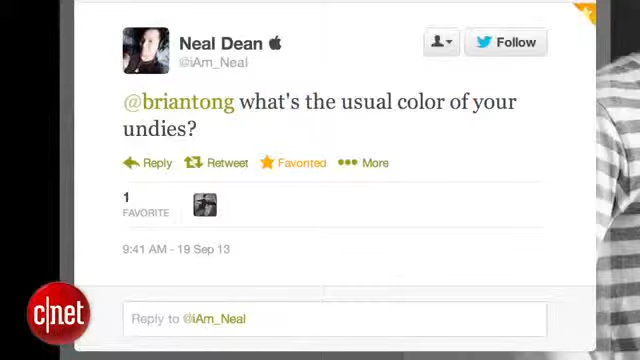 Neal Dean
@iAm_Neal
Follow
@briantong what's the usual color of your
undies?
Reply Retweet Favorited More
1
FAVORITE
9:41 AM - 19 Sep 13
c|net
Reply to @iAm_Neal